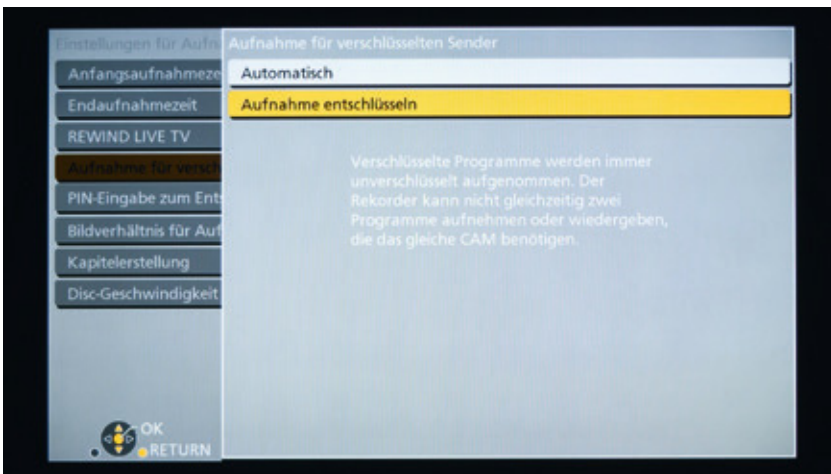 Einstellungen für Aufn
Aufnahme für verschlüsselten Sender
Anfangsaufnahmeze
Automatisch
Endaufnahmezeit
Aufnahme entschlüsseln
REWIND LIVE TV
Aufnahme für versch
PIN-Eingabe zum Ents
Bildverhältnis für Auf
Kapitelerstellung
Disc-Geschwindigkeit
Verschlüsselte Programme werden immer
unverschlüsselt aufgenommen. Der
Rekorder kann nicht gleichzeitig zwei
Programme aufnehmen oder wiedergeben,
die das gleiche CAM benötigen.
OK
RETURN